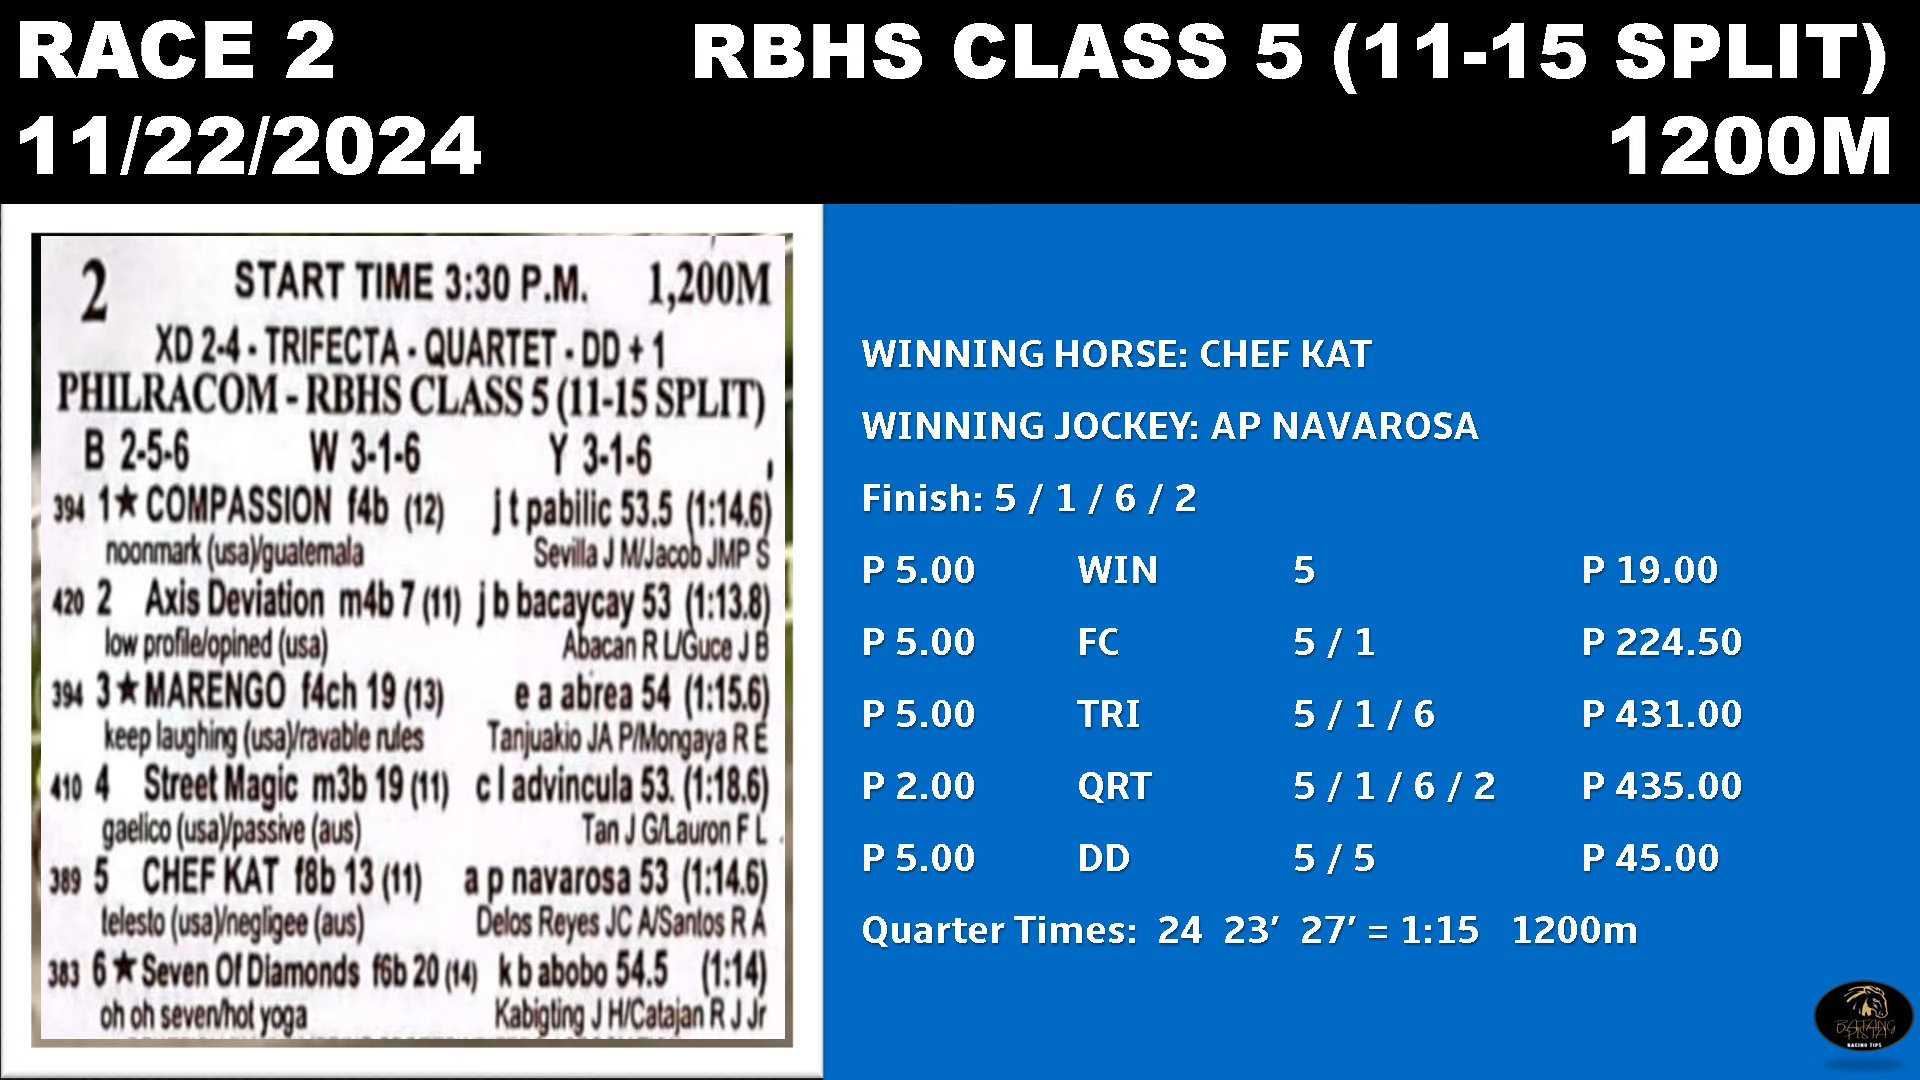 RACE 2
RBHS CLASS 5 (11-15 SPLIT)
11/22/2024
1200M
2 START TIME 3:30 P.M. 1,200M
XD 2-4 - TRIFECTA - QUARTET - DD + 1
PHILRACOM - RBHS CLASS 5 (11-15 SPLIT)
B 2-5-6 W 3-1-6 Y 3-1-6
394 1★ COMPASSION f4b (12) j t pabilic 53.5 (1:14.6)
noonmark (usa)/guatemala Sevilla J M/Jacob JMP S
420 2 Axis Deviation m4b 7 (11) j b bacaycay 53 (1:13.8)
low profile/opined (usa) Abacan R L/Guce J B
394 3★ MARENGO f4ch 19 (13) e a abrea 54 (1:15.6)
keep laughing (usa)/ravable rules Tanjuakio JA P/Mongaya R E
410 4 Street Magic m3b 19 (11) c l advincula 53. (1:18.6)
gaelico (usa)/passive (aus) Tan J G/Lauron F L
389 5 CHEF KAT f8b 13 (11) a p navarosa 53 (1:14.6)
telesto (usa)/negligee (aus) Delos Reyes JC A/Santos R A
383 6★ Seven Of Diamonds f6b 20 (14) k b abobo 54.5 (1:14)
oh oh seven/hot yoga Kabigting J H/Catajan R J Jr
WINNING HORSE: CHEF KAT
WINNING JOCKEY: AP NAVAROSA
Finish: 5 / 1 / 6 / 2
P 5.00 WIN 5 P 19.00
P 5.00 FC 5 / 1 P 224.50
P 5.00 TRI 5 / 1 / 6 P 431.00
P 2.00 QRT 5 / 1 / 6 / 2 P 435.00
P 5.00 DD 5 / 5 P 45.00
Quarter Times: 24 23’ 27’ = 1:15 1200m
RACING TIPS